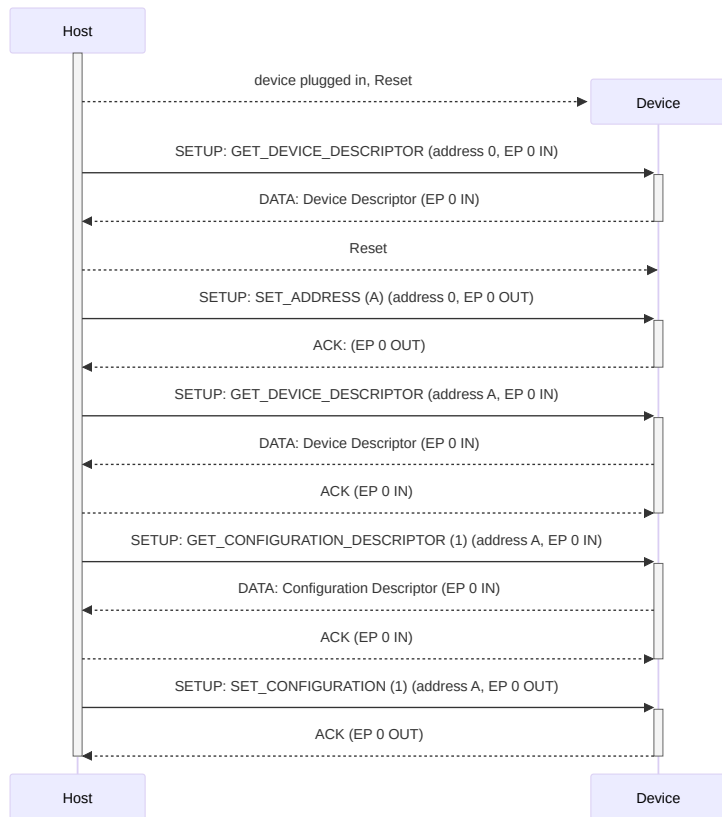 Host
device plugged in, Reset
Device
SETUP: GET_DEVICE_DESCRIPTOR (address 0, EP 0 IN)
DATA: Device Descriptor (EP 0 IN)
Reset
SETUP: SET_ADDRESS (A) (address 0, EP 0 OUT)
ACK: (EP 0 OUT)
SETUP: GET_DEVICE_DESCRIPTOR (address A, EP 0 IN)
DATA: Device Descriptor (EP 0 IN)
ACK (EP 0 IN)
SETUP: GET_CONFIGURATION_DESCRIPTOR (1) (address A, EP 0 IN)
DATA: Configuration Descriptor (EP 0 IN)
ACK (EP 0 IN)
SETUP: SET_CONFIGURATION (1) (address A, EP 0 OUT)
ACK (EP 0 OUT)
Host
Device